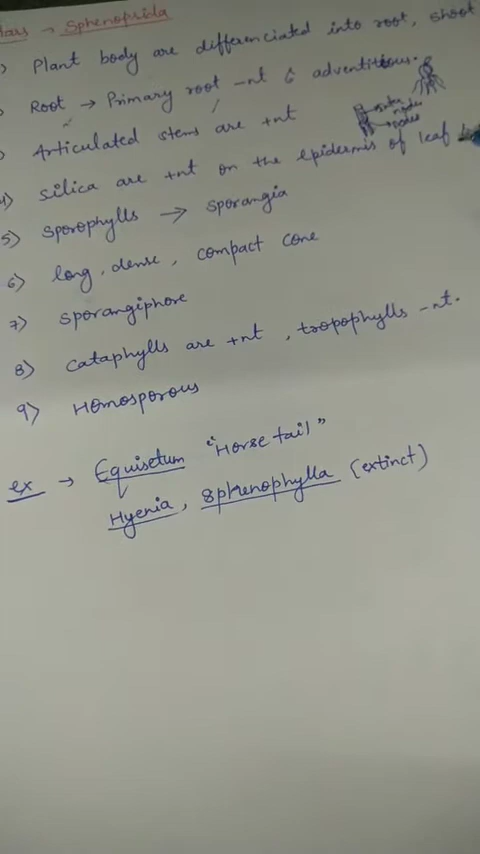 class → Sphenopsida
1) Plant body are differenciated into root, shoot
2) Root → Primary root -nt & adventitious.
3) Articulated stems are +nt
nodes
4) Silica are +nt on the epidermis of leaf
5) Sporophylls → sporangia
6) long, dense, compact cone
7) sporangiphore
8) cataphylls are +nt, tropophylls -nt.
9) Homosporous
ex → Equisetum "Horse tail"
Hyenia, Sphenophylla (extinct)